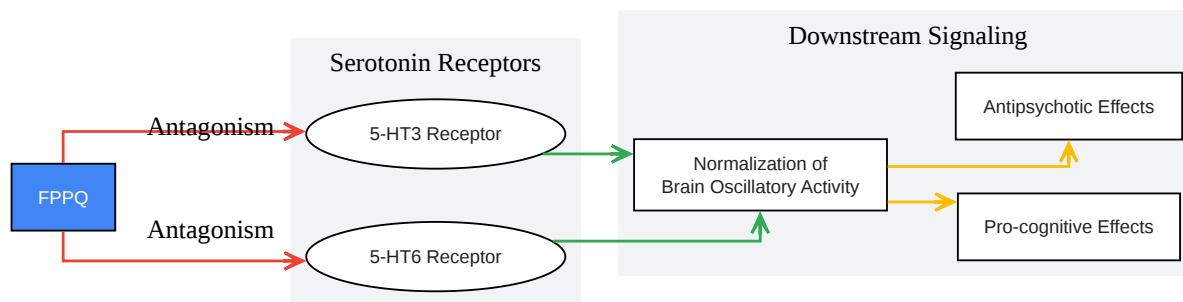 Downstream Signaling
Serotonin Receptors
Antipsychotic Effects
Antagonism
5-HT3 Receptor
Normalization of
Brain Oscillatory Activity
FPPQ
Antagonism
Pro-cognitive Effects
5-HT6 Receptor